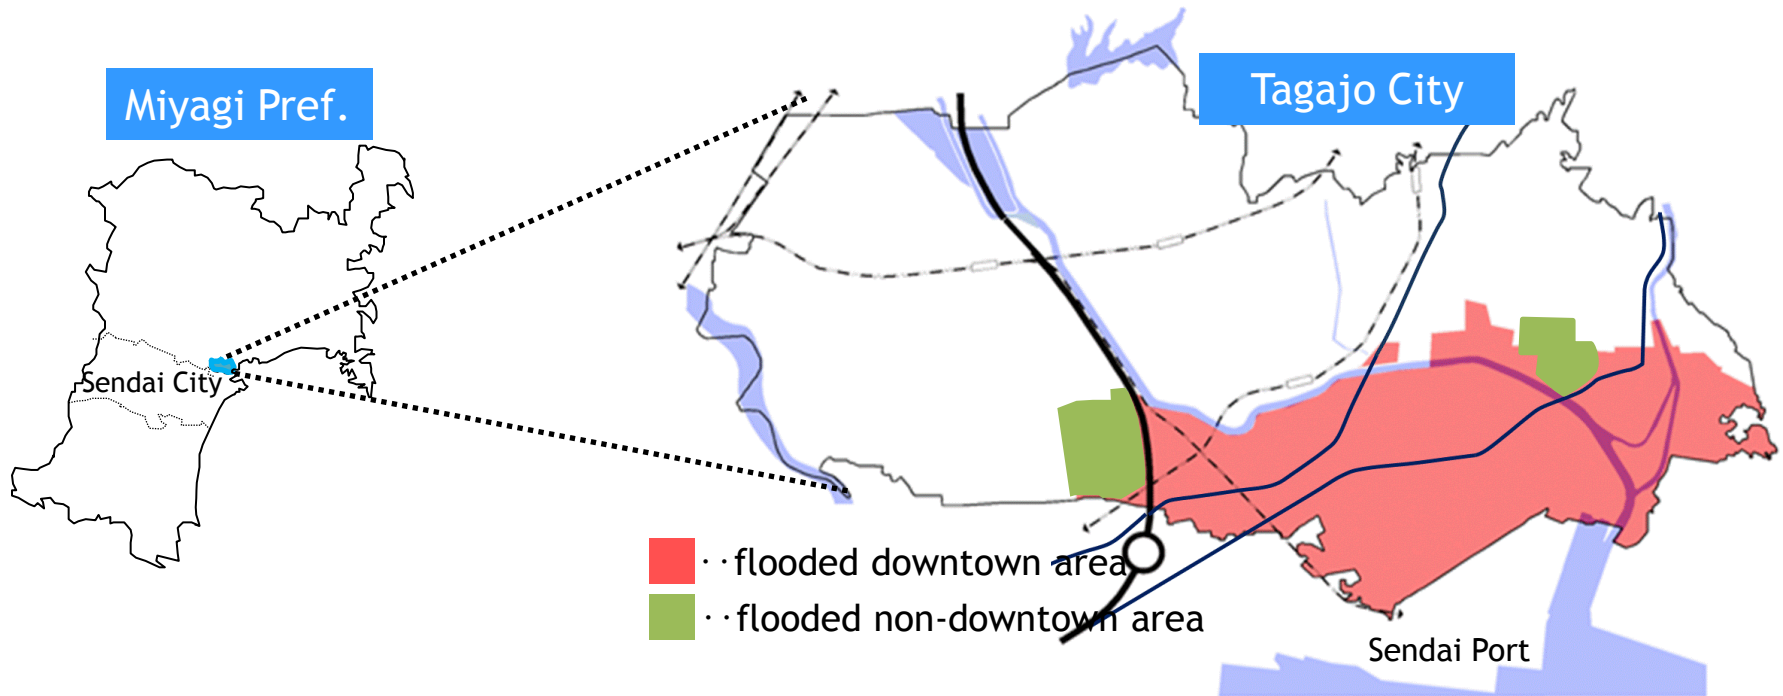 Miyagi Pref.
Tagajo City
Sendai City
··flooded downtown area
··flooded non-downtown area
Sendai Port